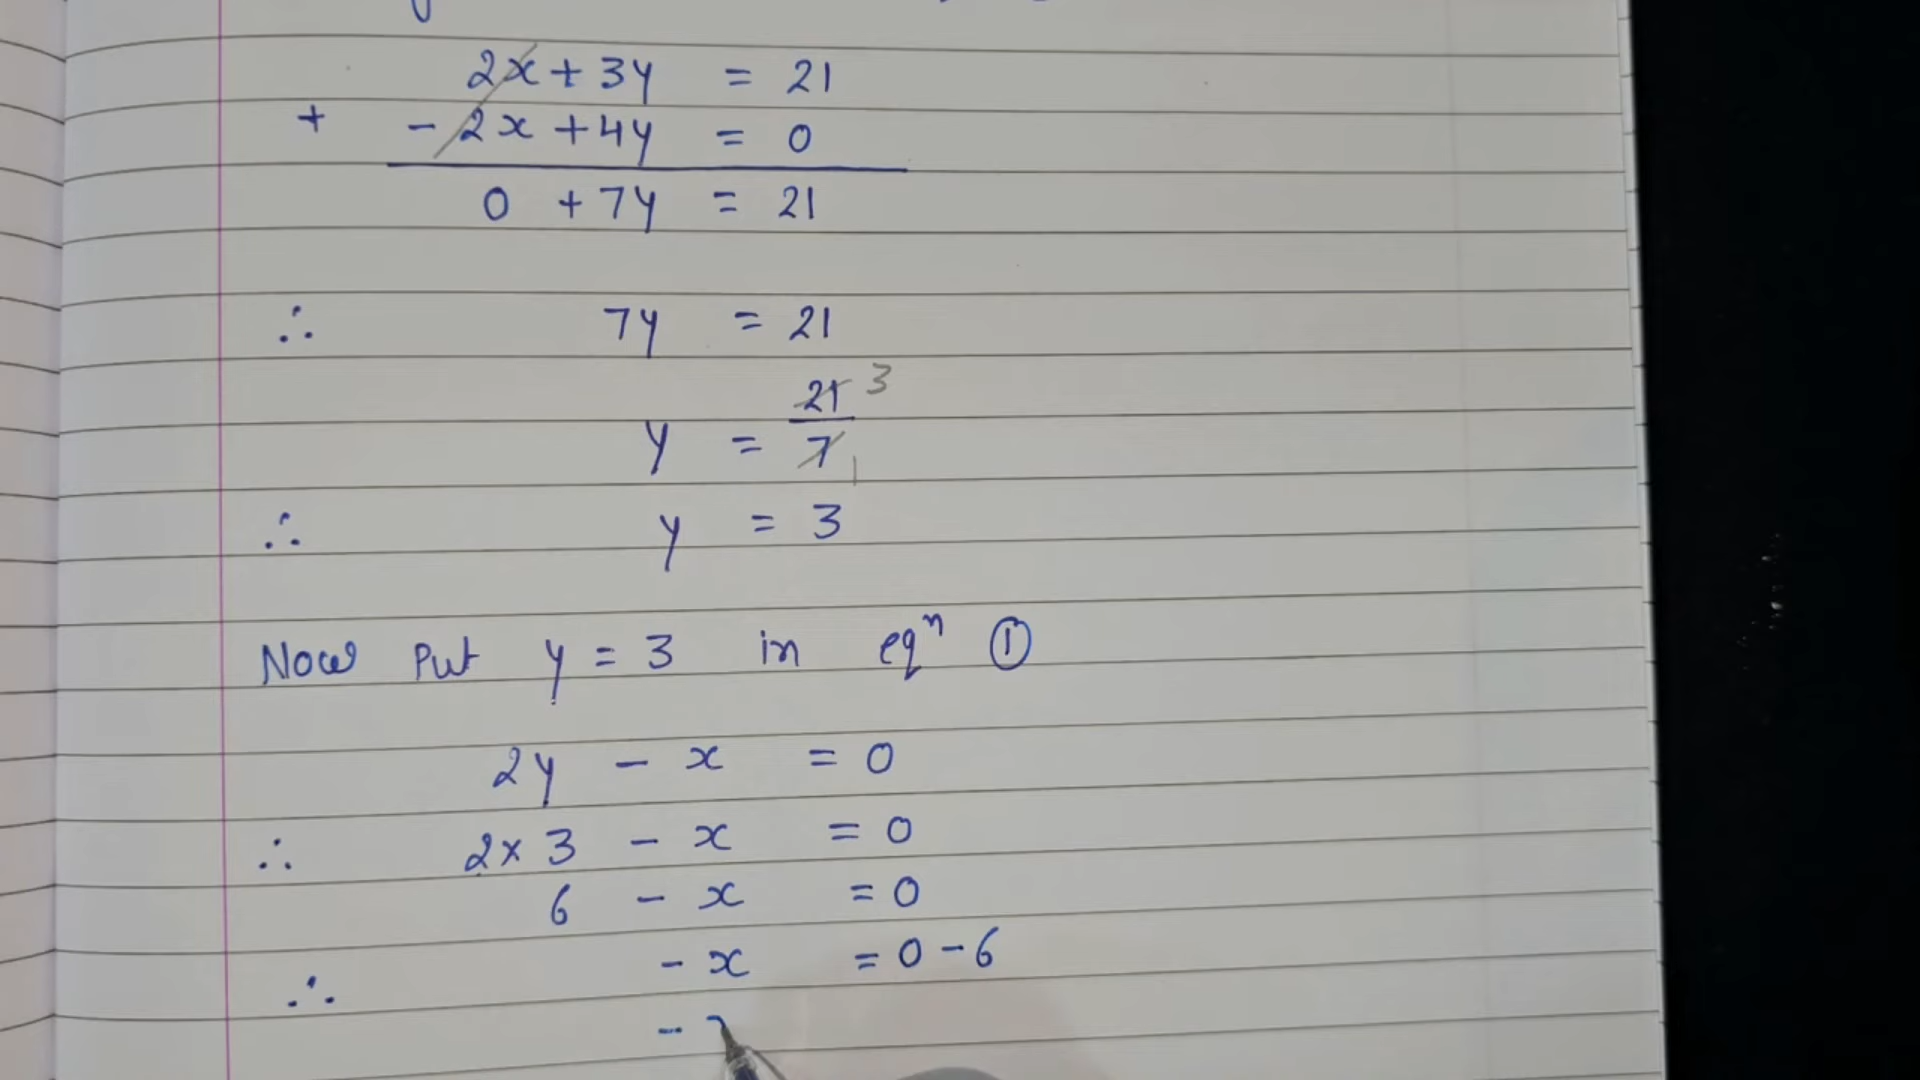 2x + 3y = 21
+ - 2x + 4y = 0
0 + 7y = 21
∴ 7y = 21
y = 21/7 3 1
∴ y = 3
Now Put y = 3 in eqⁿ ①
2y - x = 0
∴ 2 × 3 - x = 0
6 - x = 0
∴ - x = 0 - 6
-